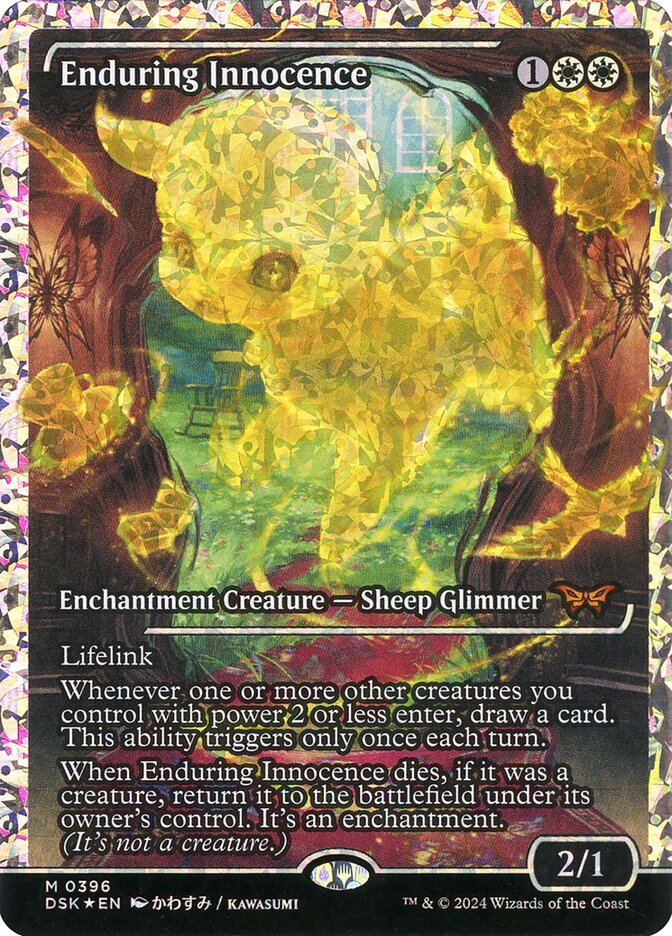 Enduring Innocence 1
Enchantment Creature — Sheep Glimmer
Lifelink
Whenever one or more other creatures you
control with power 2 or less enter, draw a card.
This ability triggers only once each turn.
When Enduring Innocence dies, if it was a
creature, return it to the battlefield under its
owner's control. It's an enchantment.
(It's not a creature.)
2/1
M 0396
DSK★EN かわすみ / KAWASUMI
™ & © 2024 Wizards of the Coast